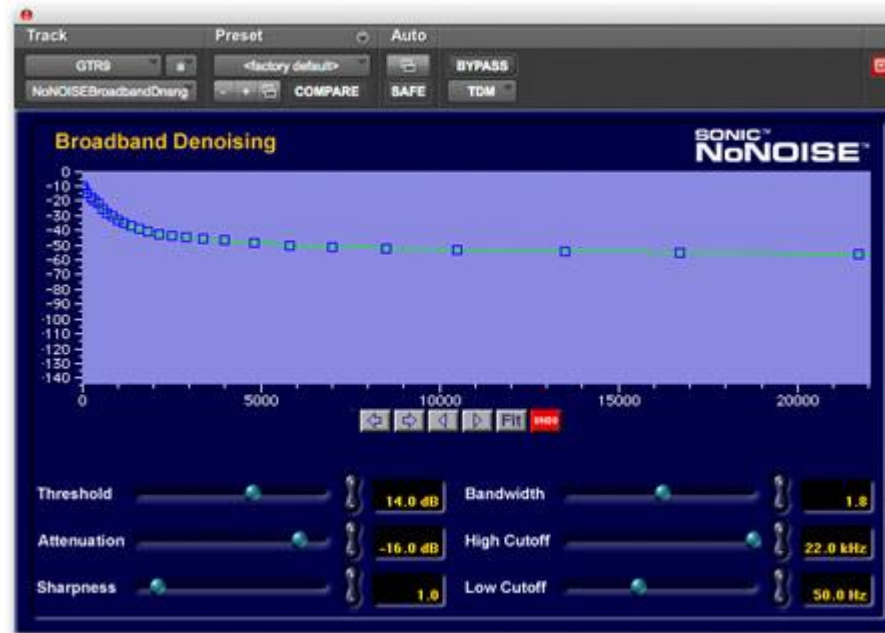 Track Preset Auto
GTR9 a <factory default> BYPASS
NoNOISEBroadbandDnsng - + COMPARE SAFE TDM
Broadband Denoising
SONIC™
NoNOISE™
0
-10
-20
-30
-40
-50
-60
-70
-80
-90
-100
-110
-120
-130
-140
0 5000 10000 15000 20000
Fit UNDO
Threshold 14.0 dB Bandwidth 1.8
Attenuation -16.0 dB High Cutoff 22.0 kHz
Sharpness 1.0 Low Cutoff 50.0 Hz